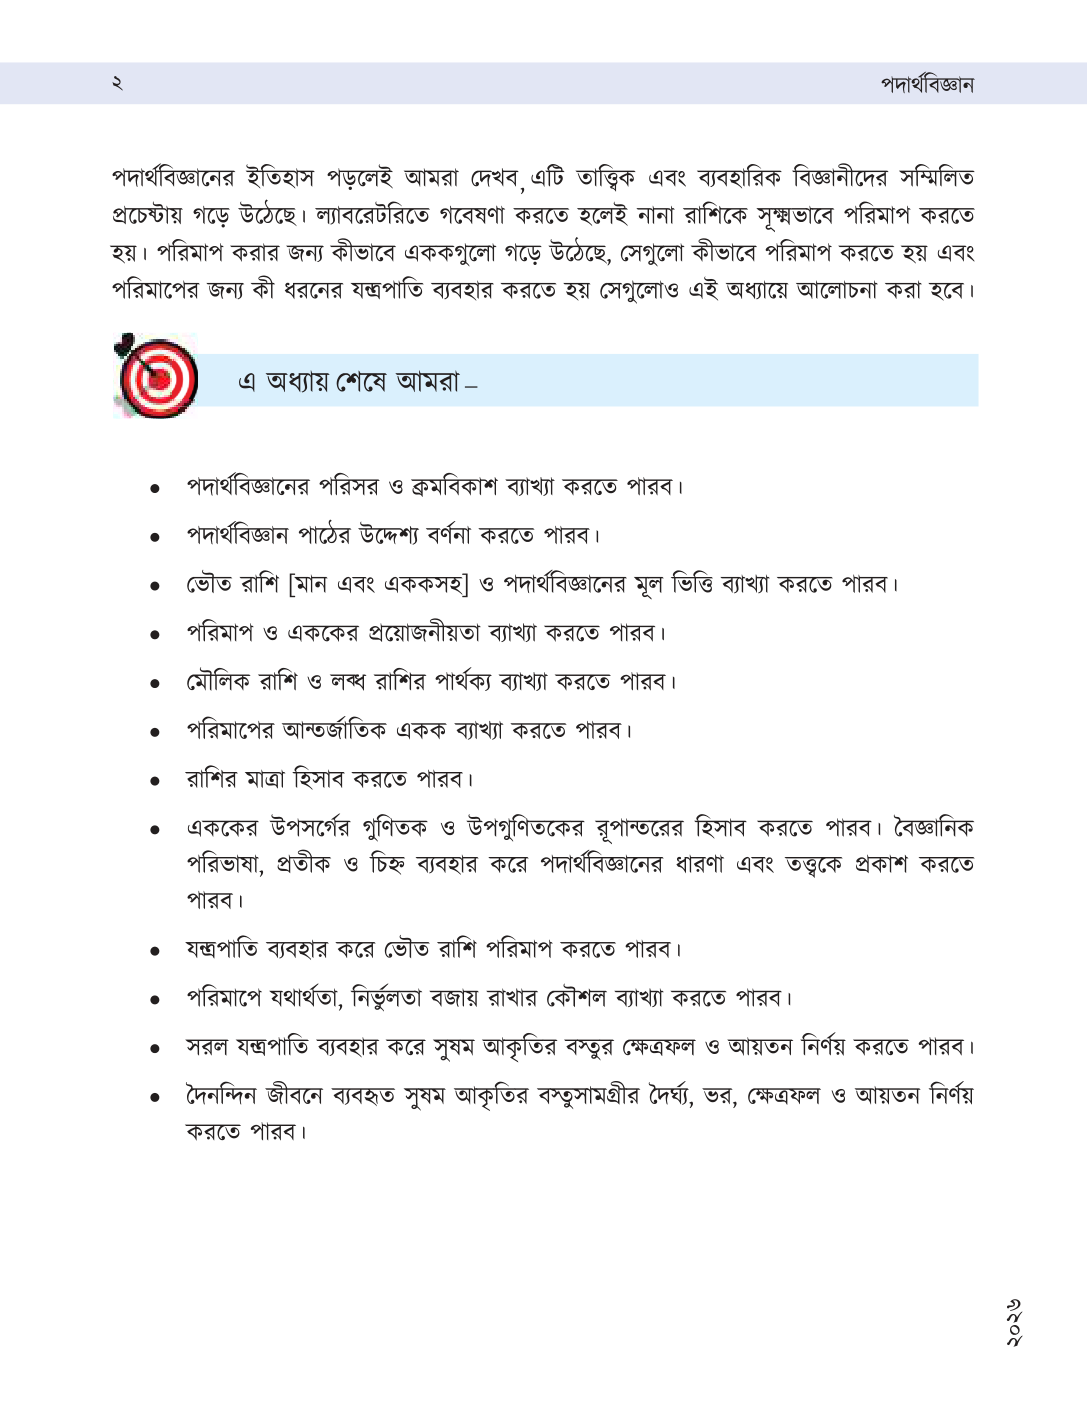 ২
পদার্থবিজ্ঞান
পদার্থবিজ্ঞানের ইতিহাস পড়লেই আমরা দেখব, এটি তাত্ত্বিক এবং ব্যবহারিক বিজ্ঞানীদের সম্মিলিত
প্রচেষ্টায় গড়ে উঠেছে। ল্যাবরেটরিতে গবেষণা করতে হলেই নানা রাশিকে সূক্ষ্মভাবে পরিমাপ করতে
হয়। পরিমাপ করার জন্য কীভাবে এককগুলো গড়ে উঠেছে, সেগুলো কীভাবে পরিমাপ করতে হয় এবং
পরিমাপের জন্য কী ধরনের যন্ত্রপাতি ব্যবহার করতে হয় সেগুলোও এই অধ্যায়ে আলোচনা করা হবে।
এ অধ্যায় শেষে আমরা –
● পদার্থবিজ্ঞানের পরিসর ও ক্রমবিকাশ ব্যাখ্যা করতে পারব।
● পদার্থবিজ্ঞান পাঠের উদ্দেশ্য বর্ণনা করতে পারব।
● ভৌত রাশি [মান এবং এককসহ] ও পদার্থবিজ্ঞানের মূল ভিত্তি ব্যাখ্যা করতে পারব।
● পরিমাপ ও এককের প্রয়োজনীয়তা ব্যাখ্যা করতে পারব।
● মৌলিক রাশি ও লব্ধ রাশির পার্থক্য ব্যাখ্যা করতে পারব।
● পরিমাপের আন্তর্জাতিক একক ব্যাখ্যা করতে পারব।
● রাশির মাত্রা হিসাব করতে পারব।
● এককের উপসর্গের গুণিতক ও উপগুণিতকের রূপান্তরের হিসাব করতে পারব। বৈজ্ঞানিক
পরিভাষা, প্রতীক ও চিহ্ন ব্যবহার করে পদার্থবিজ্ঞানের ধারণা এবং তত্ত্বকে প্রকাশ করতে
পারব।
● যন্ত্রপাতি ব্যবহার করে ভৌত রাশি পরিমাপ করতে পারব।
● পরিমাপে যথার্থতা, নির্ভুলতা বজায় রাখার কৌশল ব্যাখ্যা করতে পারব।
● সরল যন্ত্রপাতি ব্যবহার করে সুষম আকৃতির বস্তুর ক্ষেত্রফল ও আয়তন নির্ণয় করতে পারব।
● দৈনন্দিন জীবনে ব্যবহৃত সুষম আকৃতির বস্তুসামগ্রীর দৈর্ঘ্য, ভর, ক্ষেত্রফল ও আয়তন নির্ণয়
করতে পারব।
২০২৬